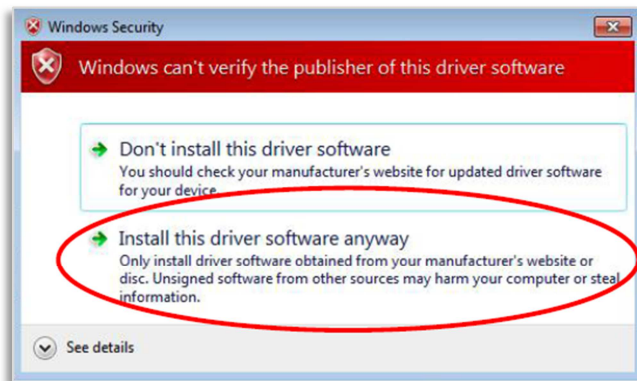 Windows Security
Windows can't verify the publisher of this driver software
Don't install this driver software
You should check your manufacturer's website for updated driver software
for your device.
Install this driver software anyway
Only install driver software obtained from your manufacturer's website or
disc. Unsigned software from other sources may harm your computer or steal
information.
See details